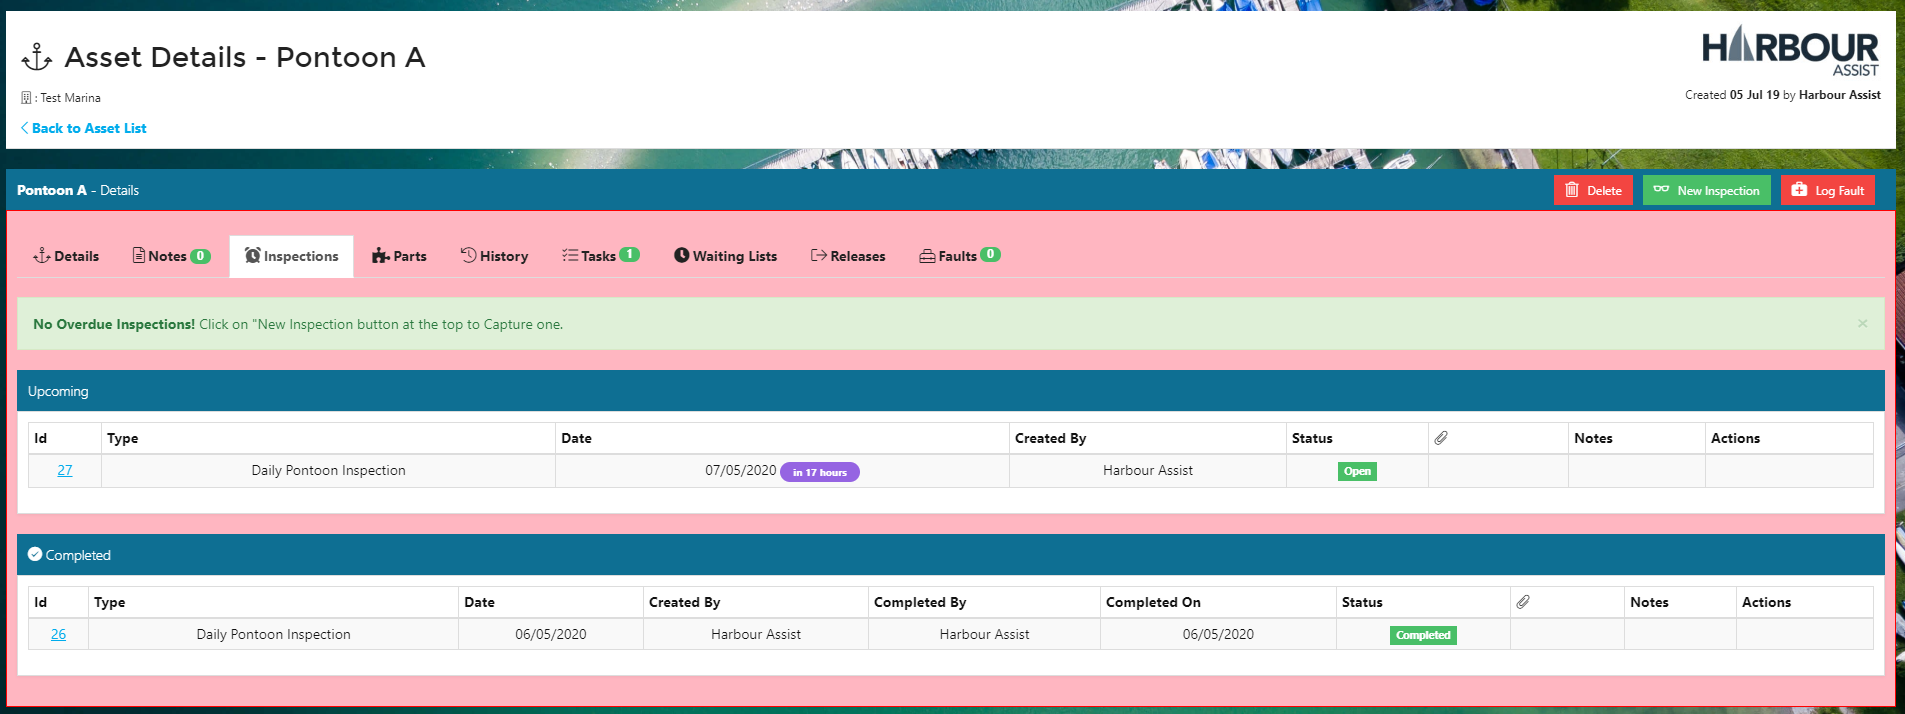 Asset Details - Pontoon A
HARBOUR
ASSIST
: Test Marina
Created 05 Jul 19 by Harbour Assist
Back to Asset List
Pontoon A - Details
Delete
New Inspection
Log Fault
Details Notes 0 Inspections Parts History Tasks 1 Waiting Lists Releases Faults 0
No Overdue Inspections! Click on "New Inspection button at the top to Capture one. ×
Upcoming
Id Type Date Created By Status Notes Actions
27 Daily Pontoon Inspection 07/05/2020 in 17 hours Harbour Assist Open
Completed
Id Type Date Created By Completed By Completed On Status Notes Actions
26 Daily Pontoon Inspection 06/05/2020 Harbour Assist Harbour Assist 06/05/2020 Completed